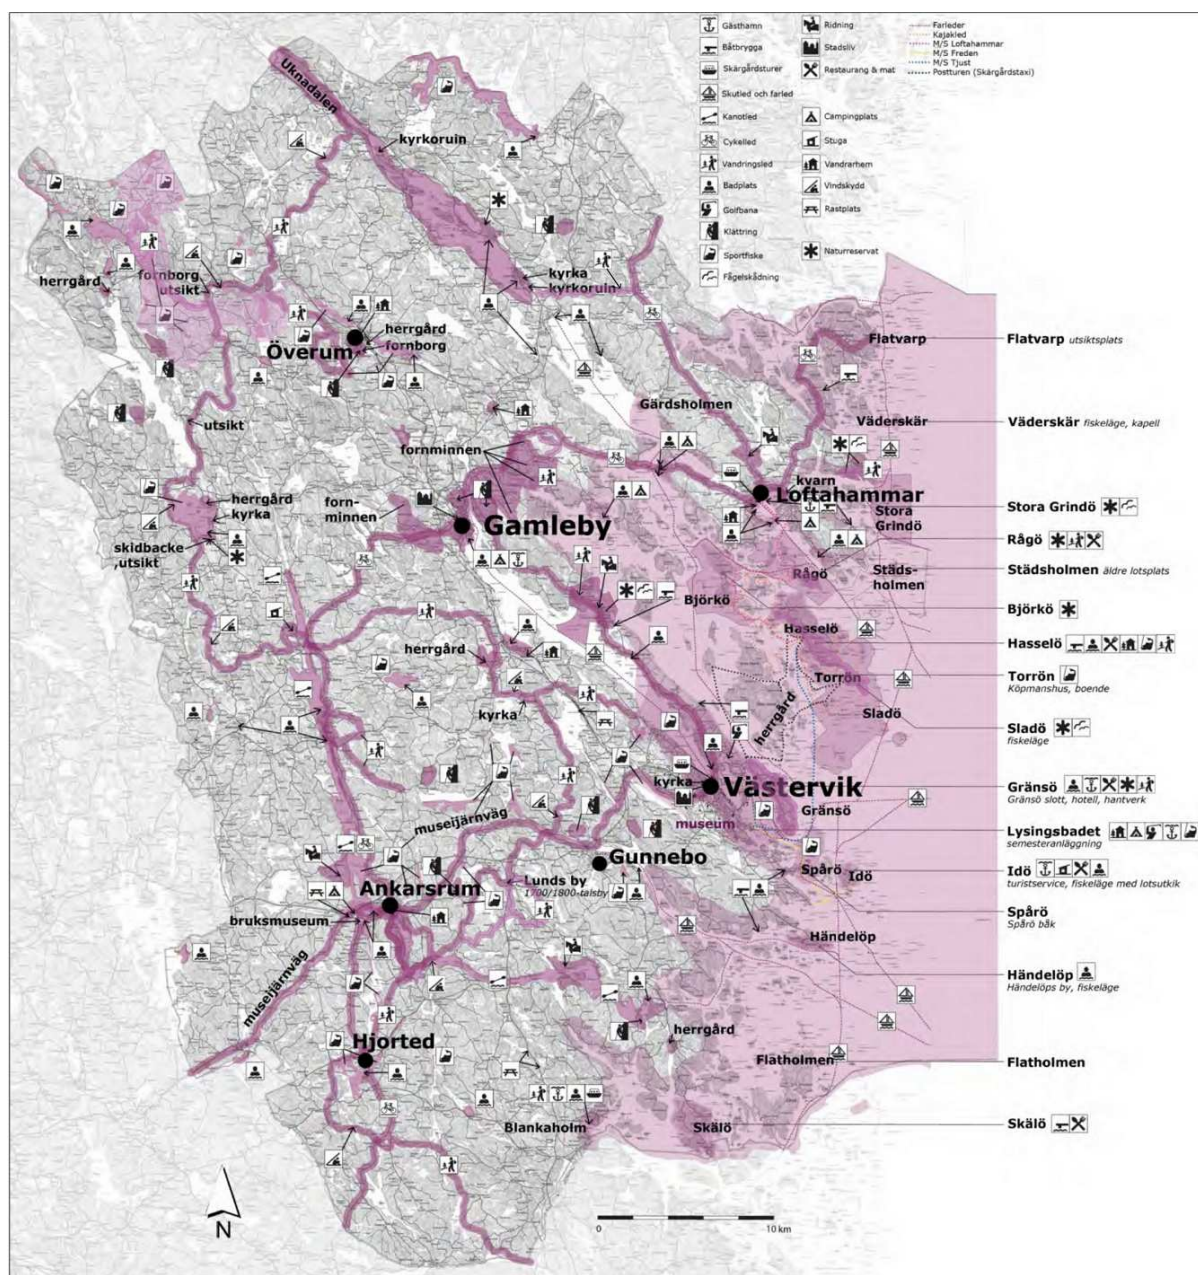 Gästhamn
Båtbrygga
Skärgårdsturer
Skutled och farled
Kanotled
Cykelled
Vandringsled
Badplats
Golfbana
Klättring
Sportfiske
Fågelskådning
Ridning
Stadsliv
Restaurang & mat
Campingplats
Stuga
Vandrarhem
Vindskydd
Rastplats
Naturreservat
Farleder
Kajakled
M/S Loftahammar
M/S Freden
M/S Tjust
Postturen (Skärgårdstaxi)
Uknadalen
kyrkoruin
herrgård
fornborg
utsikt
kyrka
kyrkoruin
Överum
herrgård
fornborg
utsikt
Gärdsholmen
Flatvarp
Väderskär
fornminnen
kvarn
Loftahammar
Stora
Grindö
herrgård
kyrka
forn-
minnen
Gamleby
skidbacke
,utsikt
Rågö
Städs-
holmen
Björkö
Hasselö
herrgård
Torrön
kyrka
herrgård
Sladö
kyrka
Västervik
museum
Gränsö
museijärnväg
Gunnebo
Spårö
Idö
Ankarsrum
Lunds by
1700/1800-talsby
bruksmuseum
Händelöp
museijärnväg
Hjorted
herrgård
Flatholmen
Blankaholm
Skälö
Flatvarp utsiktsplats
Väderskär fiskeläge, kapell
Stora Grindö
Rågö
Städsholmen äldre lotsplats
Björkö
Hasselö
Torrön
Köpmanshus, boende
Sladö
fiskeläge
Gränsö
Gränsö slott, hotell, hantverk
Lysingsbadet
semesteranläggning
Idö
turistservice, fiskeläge med lotsutkik
Spårö
Spårö båk
Händelöp
Händelöps by, fiskeläge
Flatholmen
Skälö
N
0 10 km